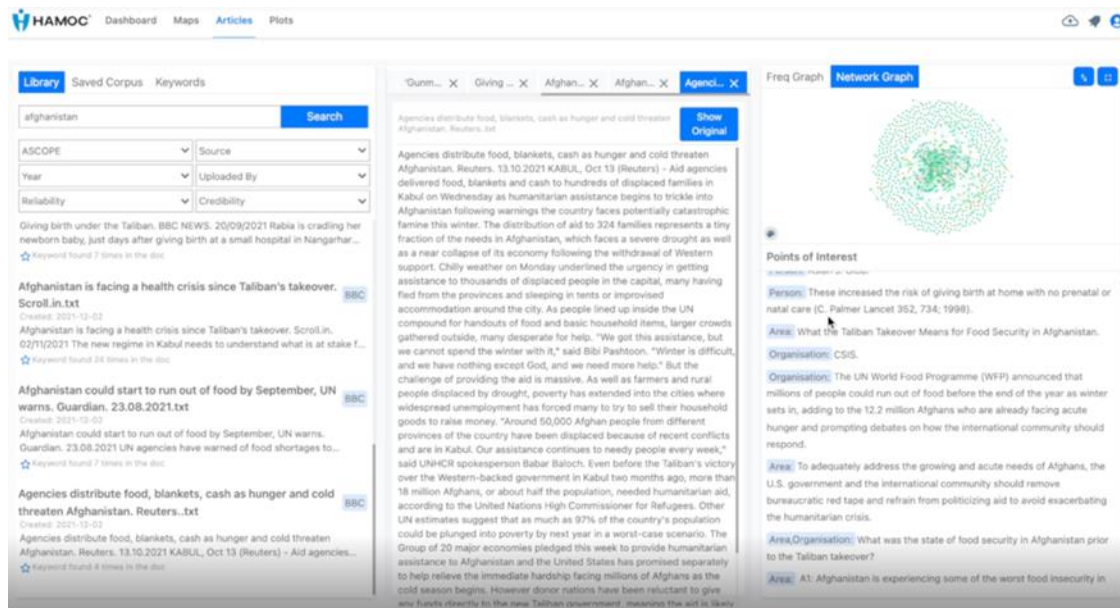 HAMOC
Dashboard Maps Articles Plots
Library Saved Corpus Keywords
afghanistan Search
ASCOPE Source
Year Uploaded By
Reliability Credibility
Giving birth under the Taliban. BBC NEWS. 20/09/2021 Rabia is cradling her
newborn baby, just days after giving birth at a small hospital in Nangarhar...
Keyword found 7 times in the doc
Afghanistan is facing a health crisis since Taliban's takeover.
Scroll.in.txt
BBC
Created: 2021-12-02
Afghanistan is facing a health crisis since Taliban's takeover. Scroll.in.
02/11/2021 The new regime in Kabul needs to understand what is at stake f...
Keyword found 24 times in the doc
Afghanistan could start to run out of food by September, UN
warns. Guardian. 23.08.2021.txt
BBC
Created: 2021-12-02
Afghanistan could start to run out of food by September, UN warns.
Guardian. 23.08.2021 UN agencies have warned of food shortages to...
Keyword found 7 times in the doc
Agencies distribute food, blankets, cash as hunger and cold
threaten Afghanistan. Reuters..txt
BBC
Created: 2021-12-02
Agencies distribute food, blankets, cash as hunger and cold threaten
Afghanistan. Reuters. 13.10.2021 KABUL, Oct 13 (Reuters) - Aid agencies...
Keyword found 4 times in the doc
'Gunm... X Giving ... X Afghan... X Afghan... X Agenci... X
Agencies distribute food, blankets, cash as hunger and cold threaten
Afghanistan. Reuters..txt
Show
Original
Agencies distribute food, blankets, cash as hunger and cold threaten
Afghanistan. Reuters. 13.10.2021 KABUL, Oct 13 (Reuters) - Aid agencies
delivered food, blankets and cash to hundreds of displaced families in
Kabul on Wednesday as humanitarian assistance begins to trickle into
Afghanistan following warnings the country faces potentially catastrophic
famine this winter. The distribution of aid to 324 families represents a tiny
fraction of the needs in Afghanistan, which faces a severe drought as well
as a near collapse of its economy following the withdrawal of Western
support. Chilly weather on Monday underlined the urgency in getting
assistance to thousands of displaced people in the capital, many having
fled from the provinces and sleeping in tents or improvised
accommodation around the city. As people lined up inside the UN
compound for handouts of food and basic household items, larger crowds
gathered outside, many desperate for help. "We got this assistance, but
we cannot spend the winter with it," said Bibi Pashtoon. "Winter is difficult,
and we have nothing except God, and we need more help." But the
challenge of providing the aid is massive. As well as farmers and rural
people displaced by drought, poverty has extended into the cities where
widespread unemployment has forced many to try to sell their household
goods to raise money. "Around 50,000 Afghan people from different
provinces of the country have been displaced because of recent conflicts
and are in Kabul. Our assistance continues to needy people every week,"
said UNHCR spokesperson Babar Baloch. Even before the Taliban's victory
over the Western-backed government in Kabul two months ago, more than
18 million Afghans, or about half the population, needed humanitarian aid,
according to the United Nations High Commissioner for Refugees. Other
UN estimates suggest that as much as 97% of the country's population
could be plunged into poverty by next year in a worst-case scenario. The
Group of 20 major economies pledged this week to provide humanitarian
assistance to Afghanistan and the United States has promised separately
to help relieve the immediate hardship facing millions of Afghans as the
cold season begins. However donor nations have been reluctant to give
any funds directly to the new Taliban government, meaning the aid is likely
Freq Graph Network Graph
Points of Interest
Person: These increased the risk of giving birth at home with no prenatal or
natal care (C. Palmer Lancet 352, 734; 1998).
Area: What the Taliban Takeover Means for Food Security in Afghanistan.
Organisation: CSIS.
Organisation: The UN World Food Programme (WFP) announced that
millions of people could run out of food before the end of the year as winter
sets in, adding to the 12.2 million Afghans who are already facing acute
hunger and prompting debates on how the international community should
respond.
Area: To adequately address the growing and acute needs of Afghans, the
U.S. government and the international community should remove
bureaucratic red tape and refrain from politicizing aid to avoid exacerbating
the humanitarian crisis.
Area,Organisation: What was the state of food security in Afghanistan prior
to the Taliban takeover?
Area: A1: Afghanistan is experiencing some of the worst food insecurity in